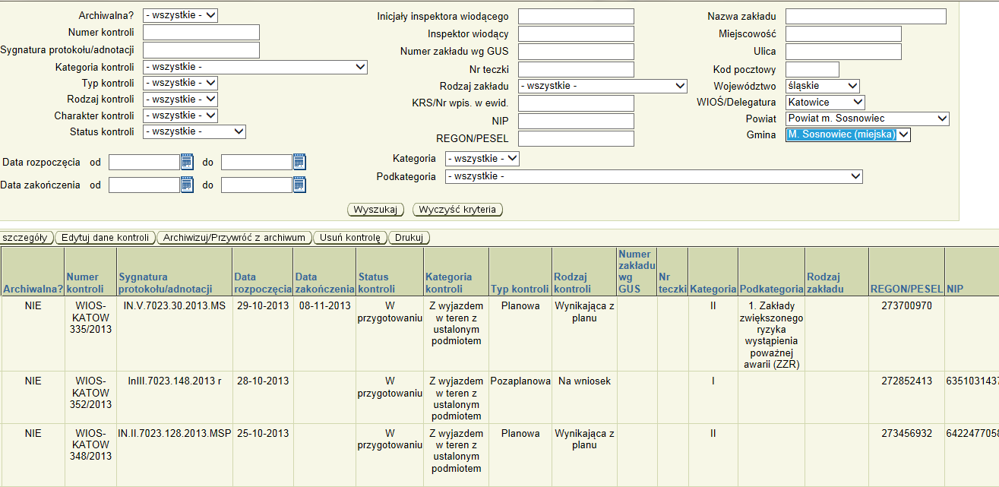 Archiwalna? - wszystkie -
Numer kontroli
Sygnatura protokołu/adnotacji
Kategoria kontroli - wszystkie -
Typ kontroli - wszystkie -
Rodzaj kontroli - wszystkie -
Charakter kontroli - wszystkie -
Status kontroli - wszystkie -
Data rozpoczęcia od do
Data zakończenia od do
Inicjały inspektora wiodącego
Inspektor wiodący
Numer zakładu wg GUS
Nr teczki
Rodzaj zakładu - wszystkie -
KRS/Nr wpis. w ewid.
NIP
REGON/PESEL
Kategoria - wszystkie -
Podkategoria - wszystkie -
Nazwa zakładu
Miejscowość
Ulica
Kod pocztowy
Województwo śląskie
WIOŚ/Delegatura Katowice
Powiat Powiat m. Sosnowiec
Gmina M. Sosnowiec (miejska)
Wyszukaj Wyczyść kryteria
szczegóły Edytuj dane kontroli Archiwizuj/Przywróć z archiwum Usuń kontrolę Drukuj
Archiwalna?
Numer
kontroli
Sygnatura
protokołu/adnotacji
Data
rozpoczęcia
Data
zakończenia
Status
kontroli
Kategoria
kontroli
Typ kontroli
Rodzaj
kontroli
Numer
zakładu
wg
GUS
Nr
teczki
Kategoria
Podkategoria
Rodzaj
zakładu
REGON/PESEL
NIP
NIE
WIOS-
KATOW
335/2013
IN.V.7023.30.2013.MS
29-10-2013
08-11-2013
W
przygotowaniu
Z wyjazdem
w teren z
ustalonym
podmiotem
Planowa
Wynikająca z
planu
II
1. Zakłady
zwiększonego
ryzyka
wystąpienia
poważnej
awarii (ZZR)
273700970
NIE
WIOS-
KATOW
352/2013
InIII.7023.148.2013 r
28-10-2013
W
przygotowaniu
Z wyjazdem
w teren z
ustalonym
podmiotem
Pozaplanowa
Na wniosek
I
272852413
6351031437
NIE
WIOS-
KATOW
348/2013
IN.II.7023.128.2013.MSP
25-10-2013
W
przygotowaniu
Z wyjazdem
w teren z
ustalonym
podmiotem
Planowa
Wynikająca z
planu
II
273456932
6422477058